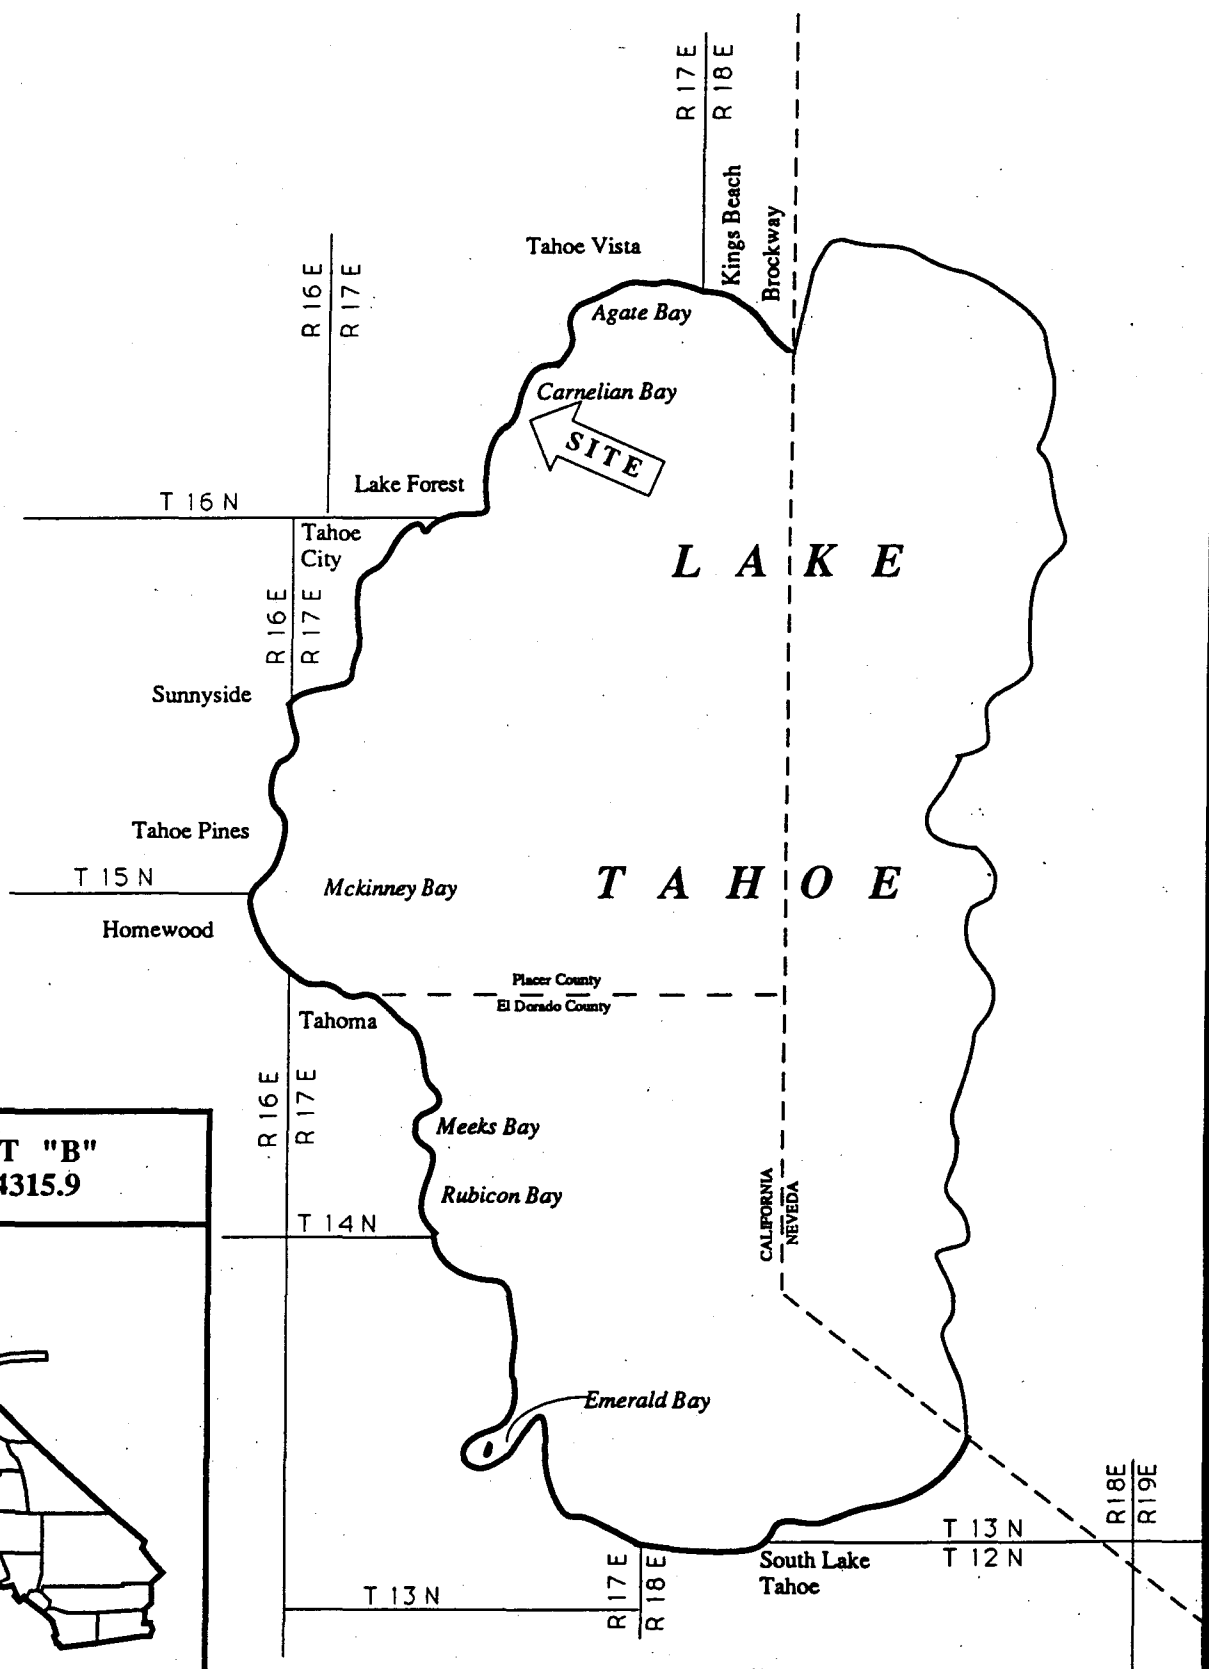 R 17 E
R 18 E
Kings Beach
Brockway
Tahoe Vista
R 16 E
R 17 E
Agate Bay
Carnelian Bay
SITE
Lake Forest
T 16 N
Tahoe
City
L A K E
R 16 E
R 17 E
Sunnyside
Tahoe Pines
T 15 N
Mckinney Bay
T A H O E
Homewood
Placer County
El Dorado County
Tahoma
R 16 E
R 17 E
Meeks Bay
T "B"
4315.9
Rubicon Bay
CALIFORNIA
NEVEDA
T 14 N
Emerald Bay
R18E
R19E
T 13 N
T 12 N
South Lake
Tahoe
R 17 E
R 18 E
T 13 N